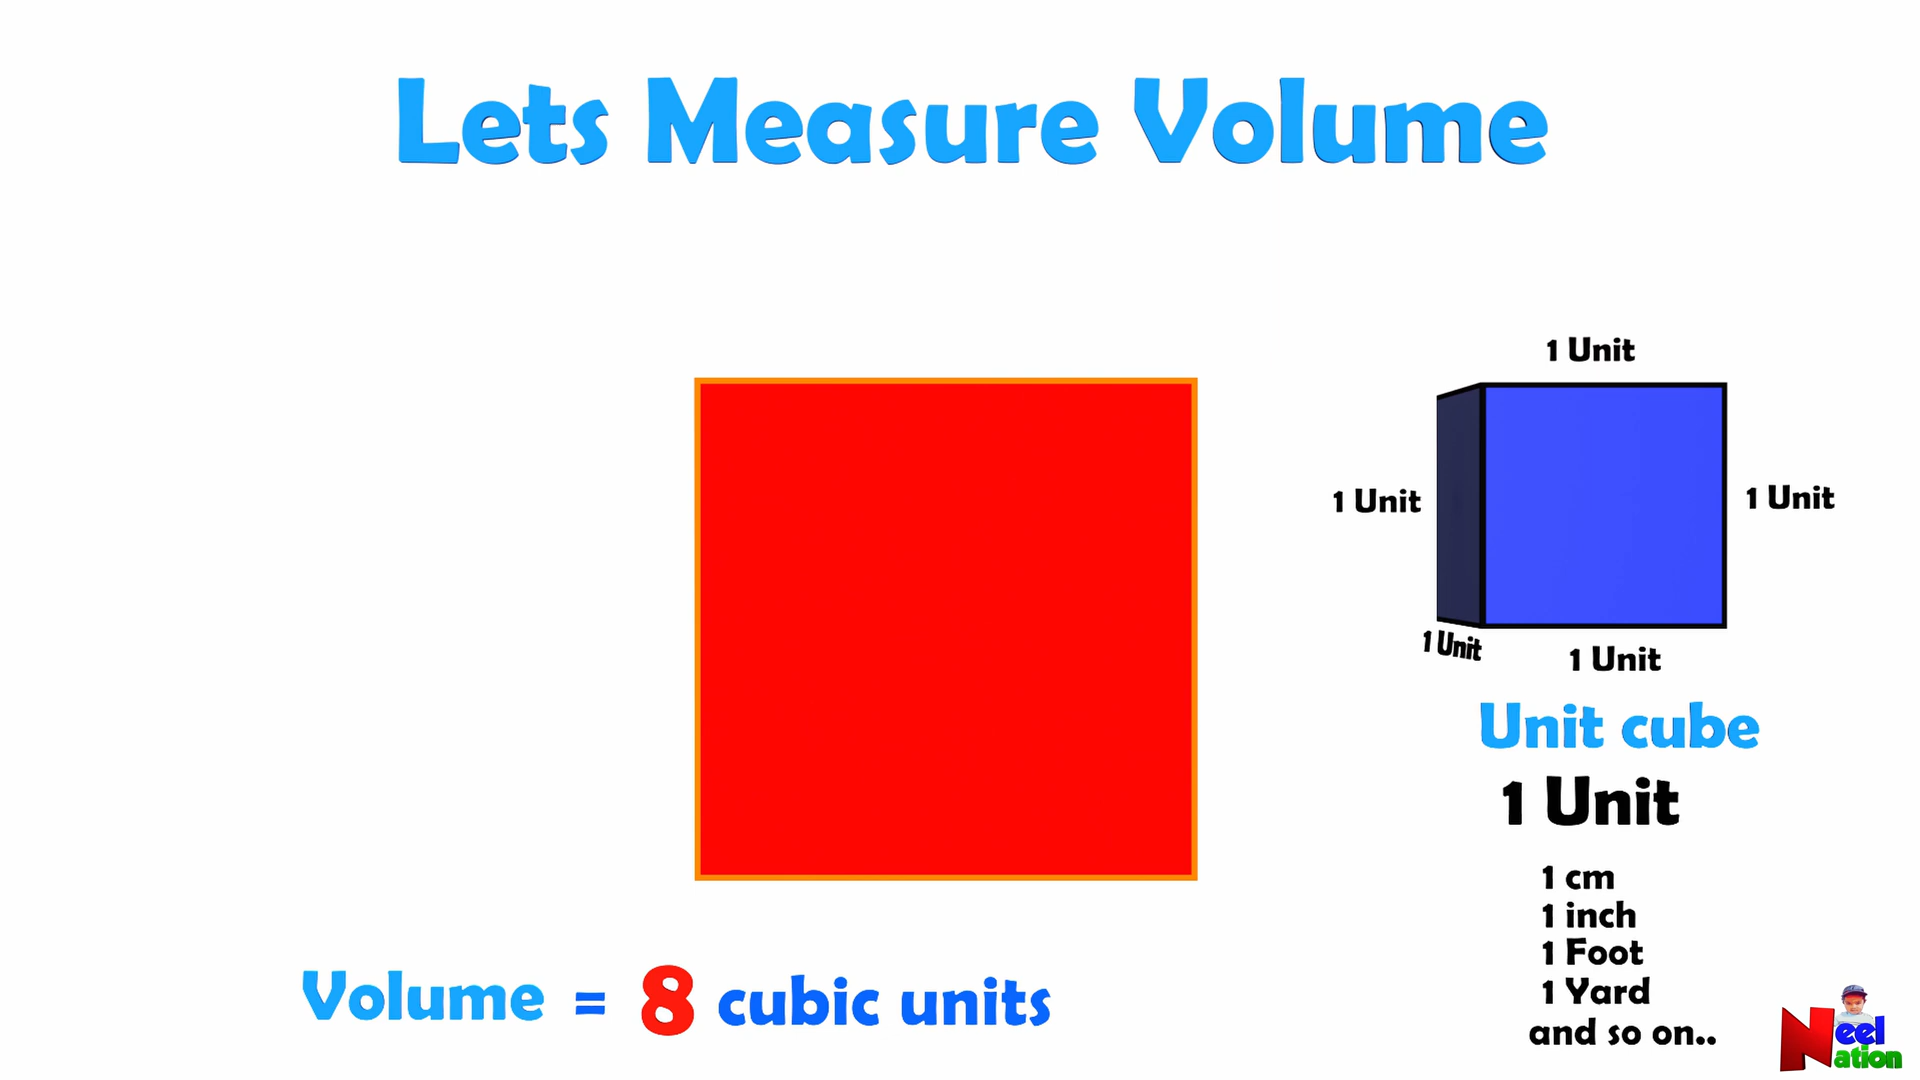 Lets Measure Volume
1 Unit
1 Unit
1 Unit
1 Unit
1 Unit
Unit cube
1 Unit
1 cm
1 inch
1 Foot
1 Yard
and so on..
Volume = 8 cubic units
Neel
Nation